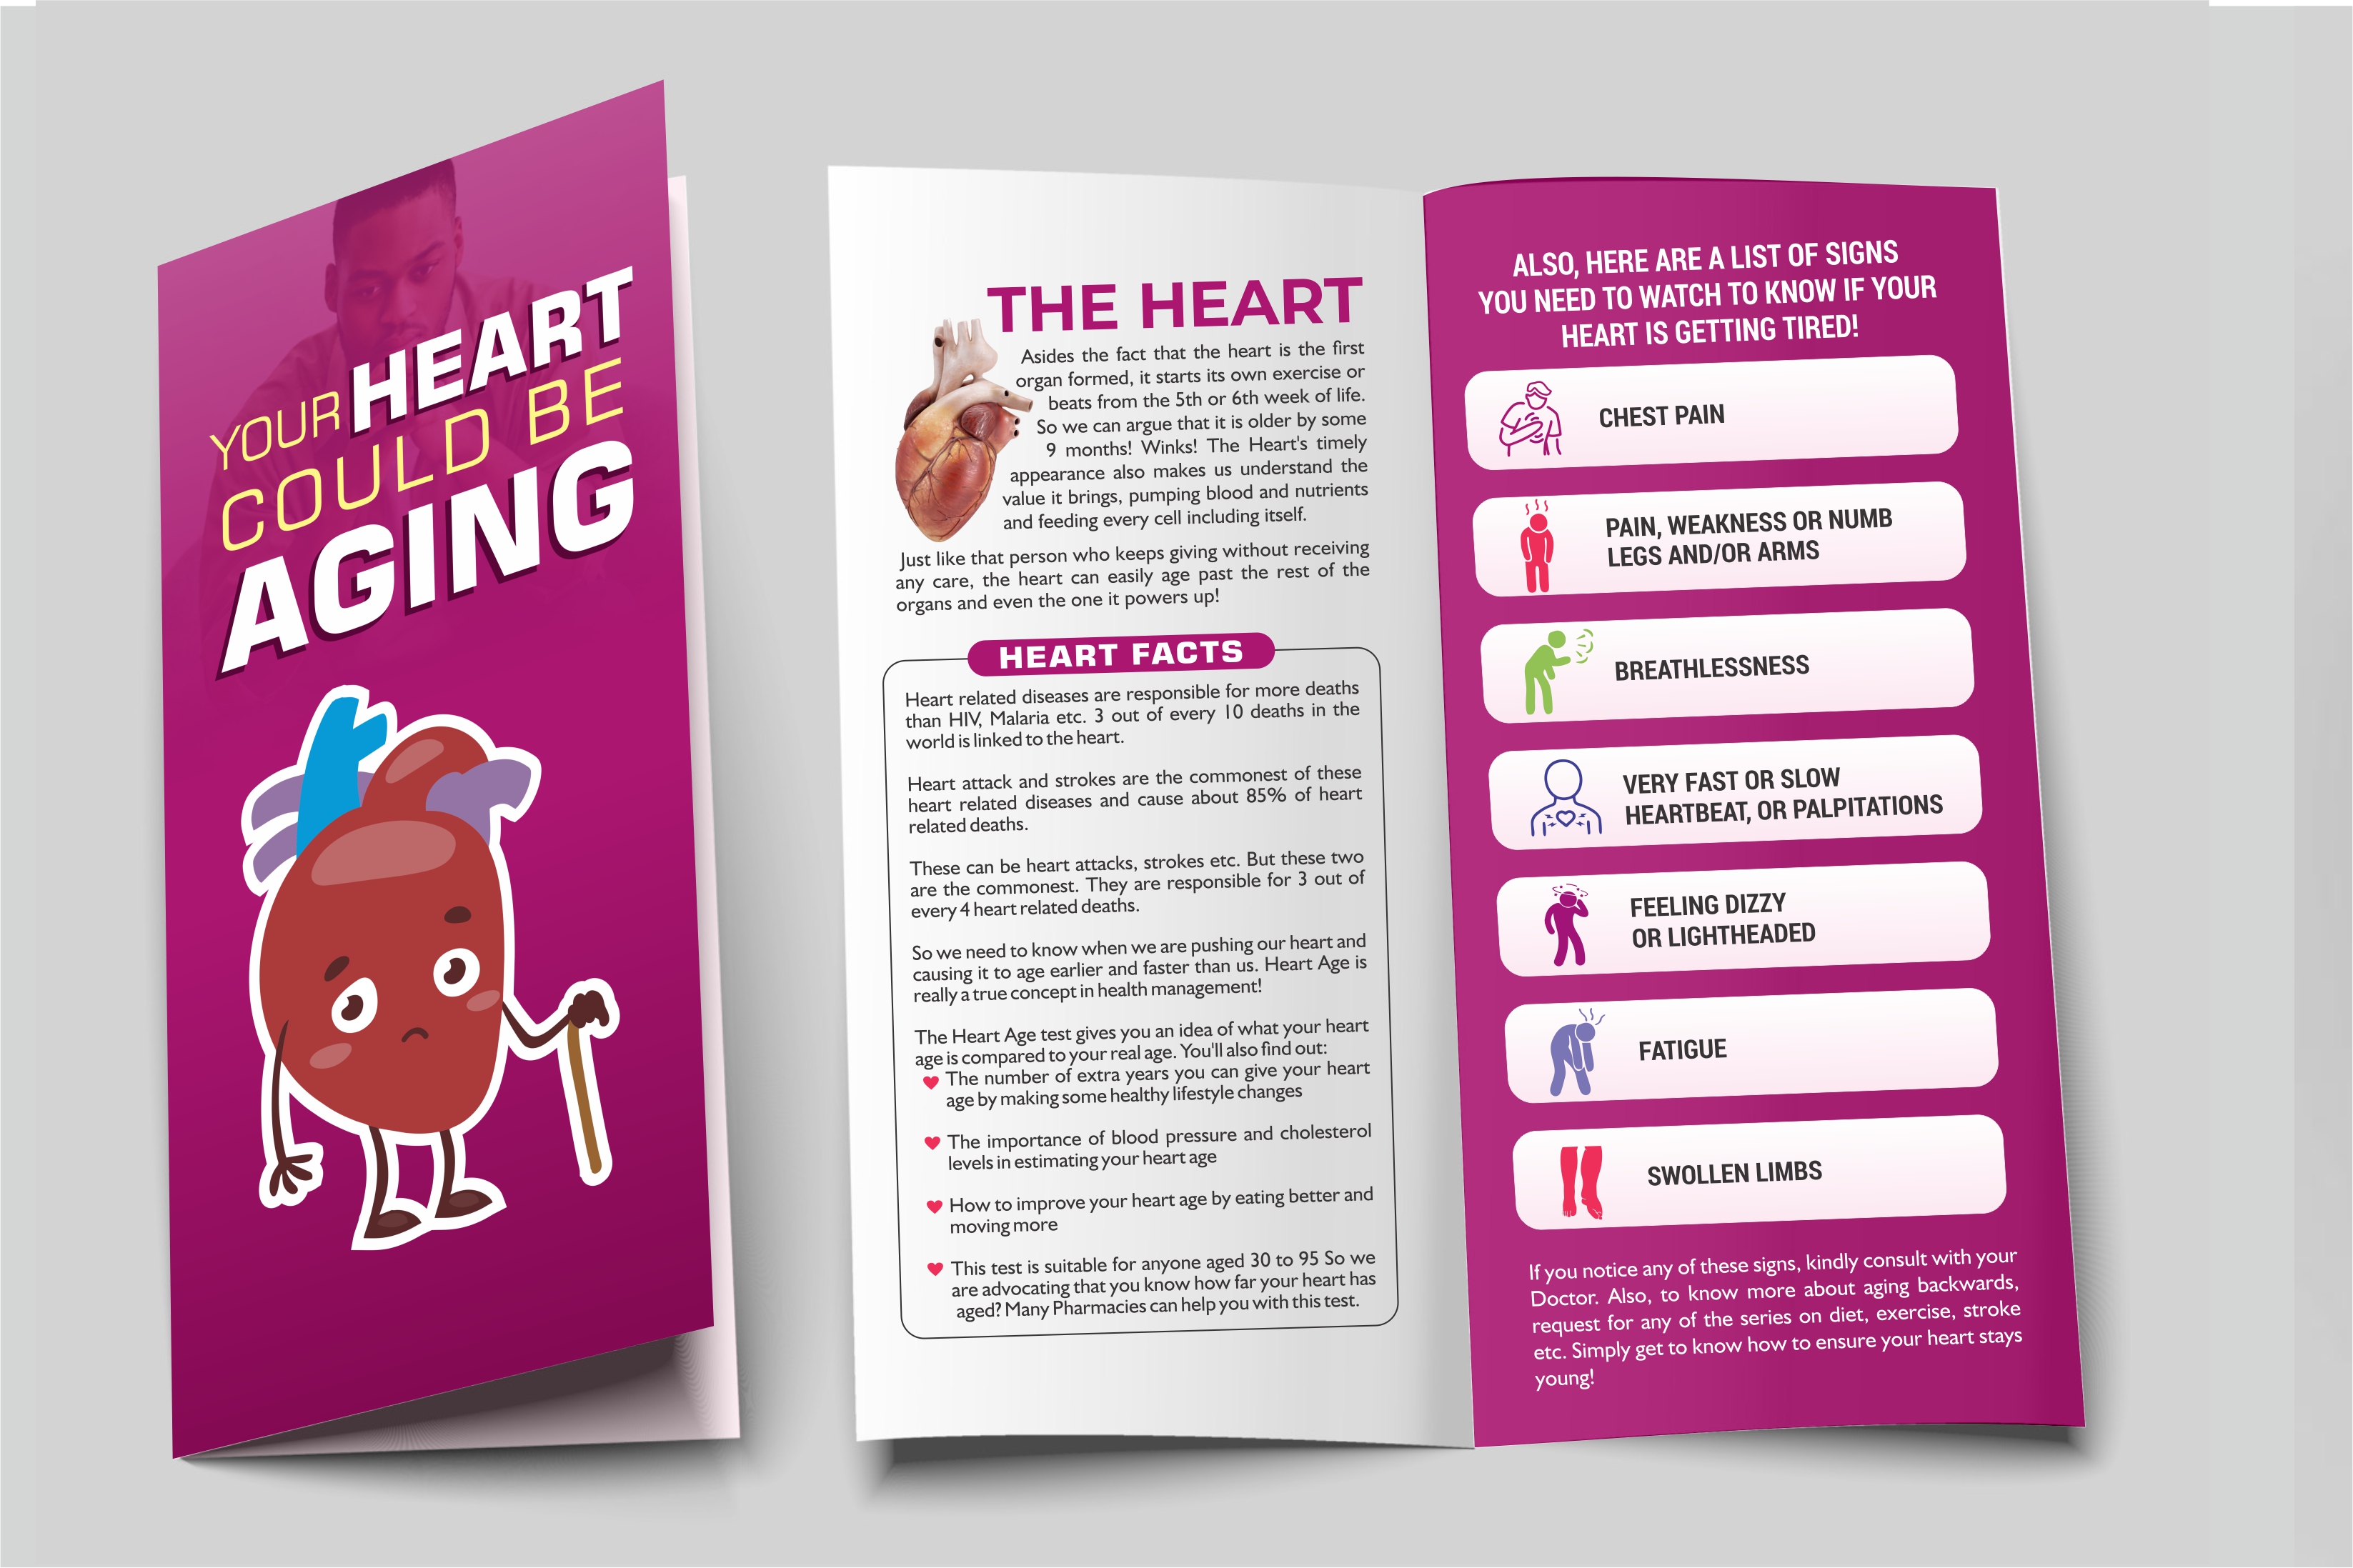 YOUR HEART
COULD BE
AGING
THE HEART
Asides the fact that the heart is the first
organ formed, it starts its own exercise or
beats from the 5th or 6th week of life.
So we can argue that it is older by some
9 months! Winks! The Heart's timely
appearance also makes us understand the
value it brings, pumping blood and nutrients
and feeding every cell including itself.
Just like that person who keeps giving without receiving
any care, the heart can easily age past the rest of the
organs and even the one it powers up!
HEART FACTS
Heart related diseases are responsible for more deaths
than HIV, Malaria etc. 3 out of every 10 deaths in the
world is linked to the heart.
Heart attack and strokes are the commonest of these
heart related diseases and cause about 85% of heart
related deaths.
These can be heart attacks, strokes etc. But these two
are the commonest. They are responsible for 3 out of
every 4 heart related deaths.
So we need to know when we are pushing our heart and
causing it to age earlier and faster than us. Heart Age is
really a true concept in health management!
The Heart Age test gives you an idea of what your heart
age is compared to your real age. You'll also find out:
The number of extra years you can give your heart
age by making some healthy lifestyle changes
The importance of blood pressure and cholesterol
levels in estimating your heart age
How to improve your heart age by eating better and
moving more
This test is suitable for anyone aged 30 to 95 So we
are advocating that you know how far your heart has
aged? Many Pharmacies can help you with this test.
ALSO, HERE ARE A LIST OF SIGNS
YOU NEED TO WATCH TO KNOW IF YOUR
HEART IS GETTING TIRED!
CHEST PAIN
PAIN, WEAKNESS OR NUMB
LEGS AND/OR ARMS
BREATHLESSNESS
VERY FAST OR SLOW
HEARTBEAT, OR PALPITATIONS
FEELING DIZZY
OR LIGHTHEADED
FATIGUE
SWOLLEN LIMBS
If you notice any of these signs, kindly consult with your
Doctor. Also, to know more about aging backwards,
request for any of the series on diet, exercise, stroke
etc. Simply get to know how to ensure your heart stays
young!